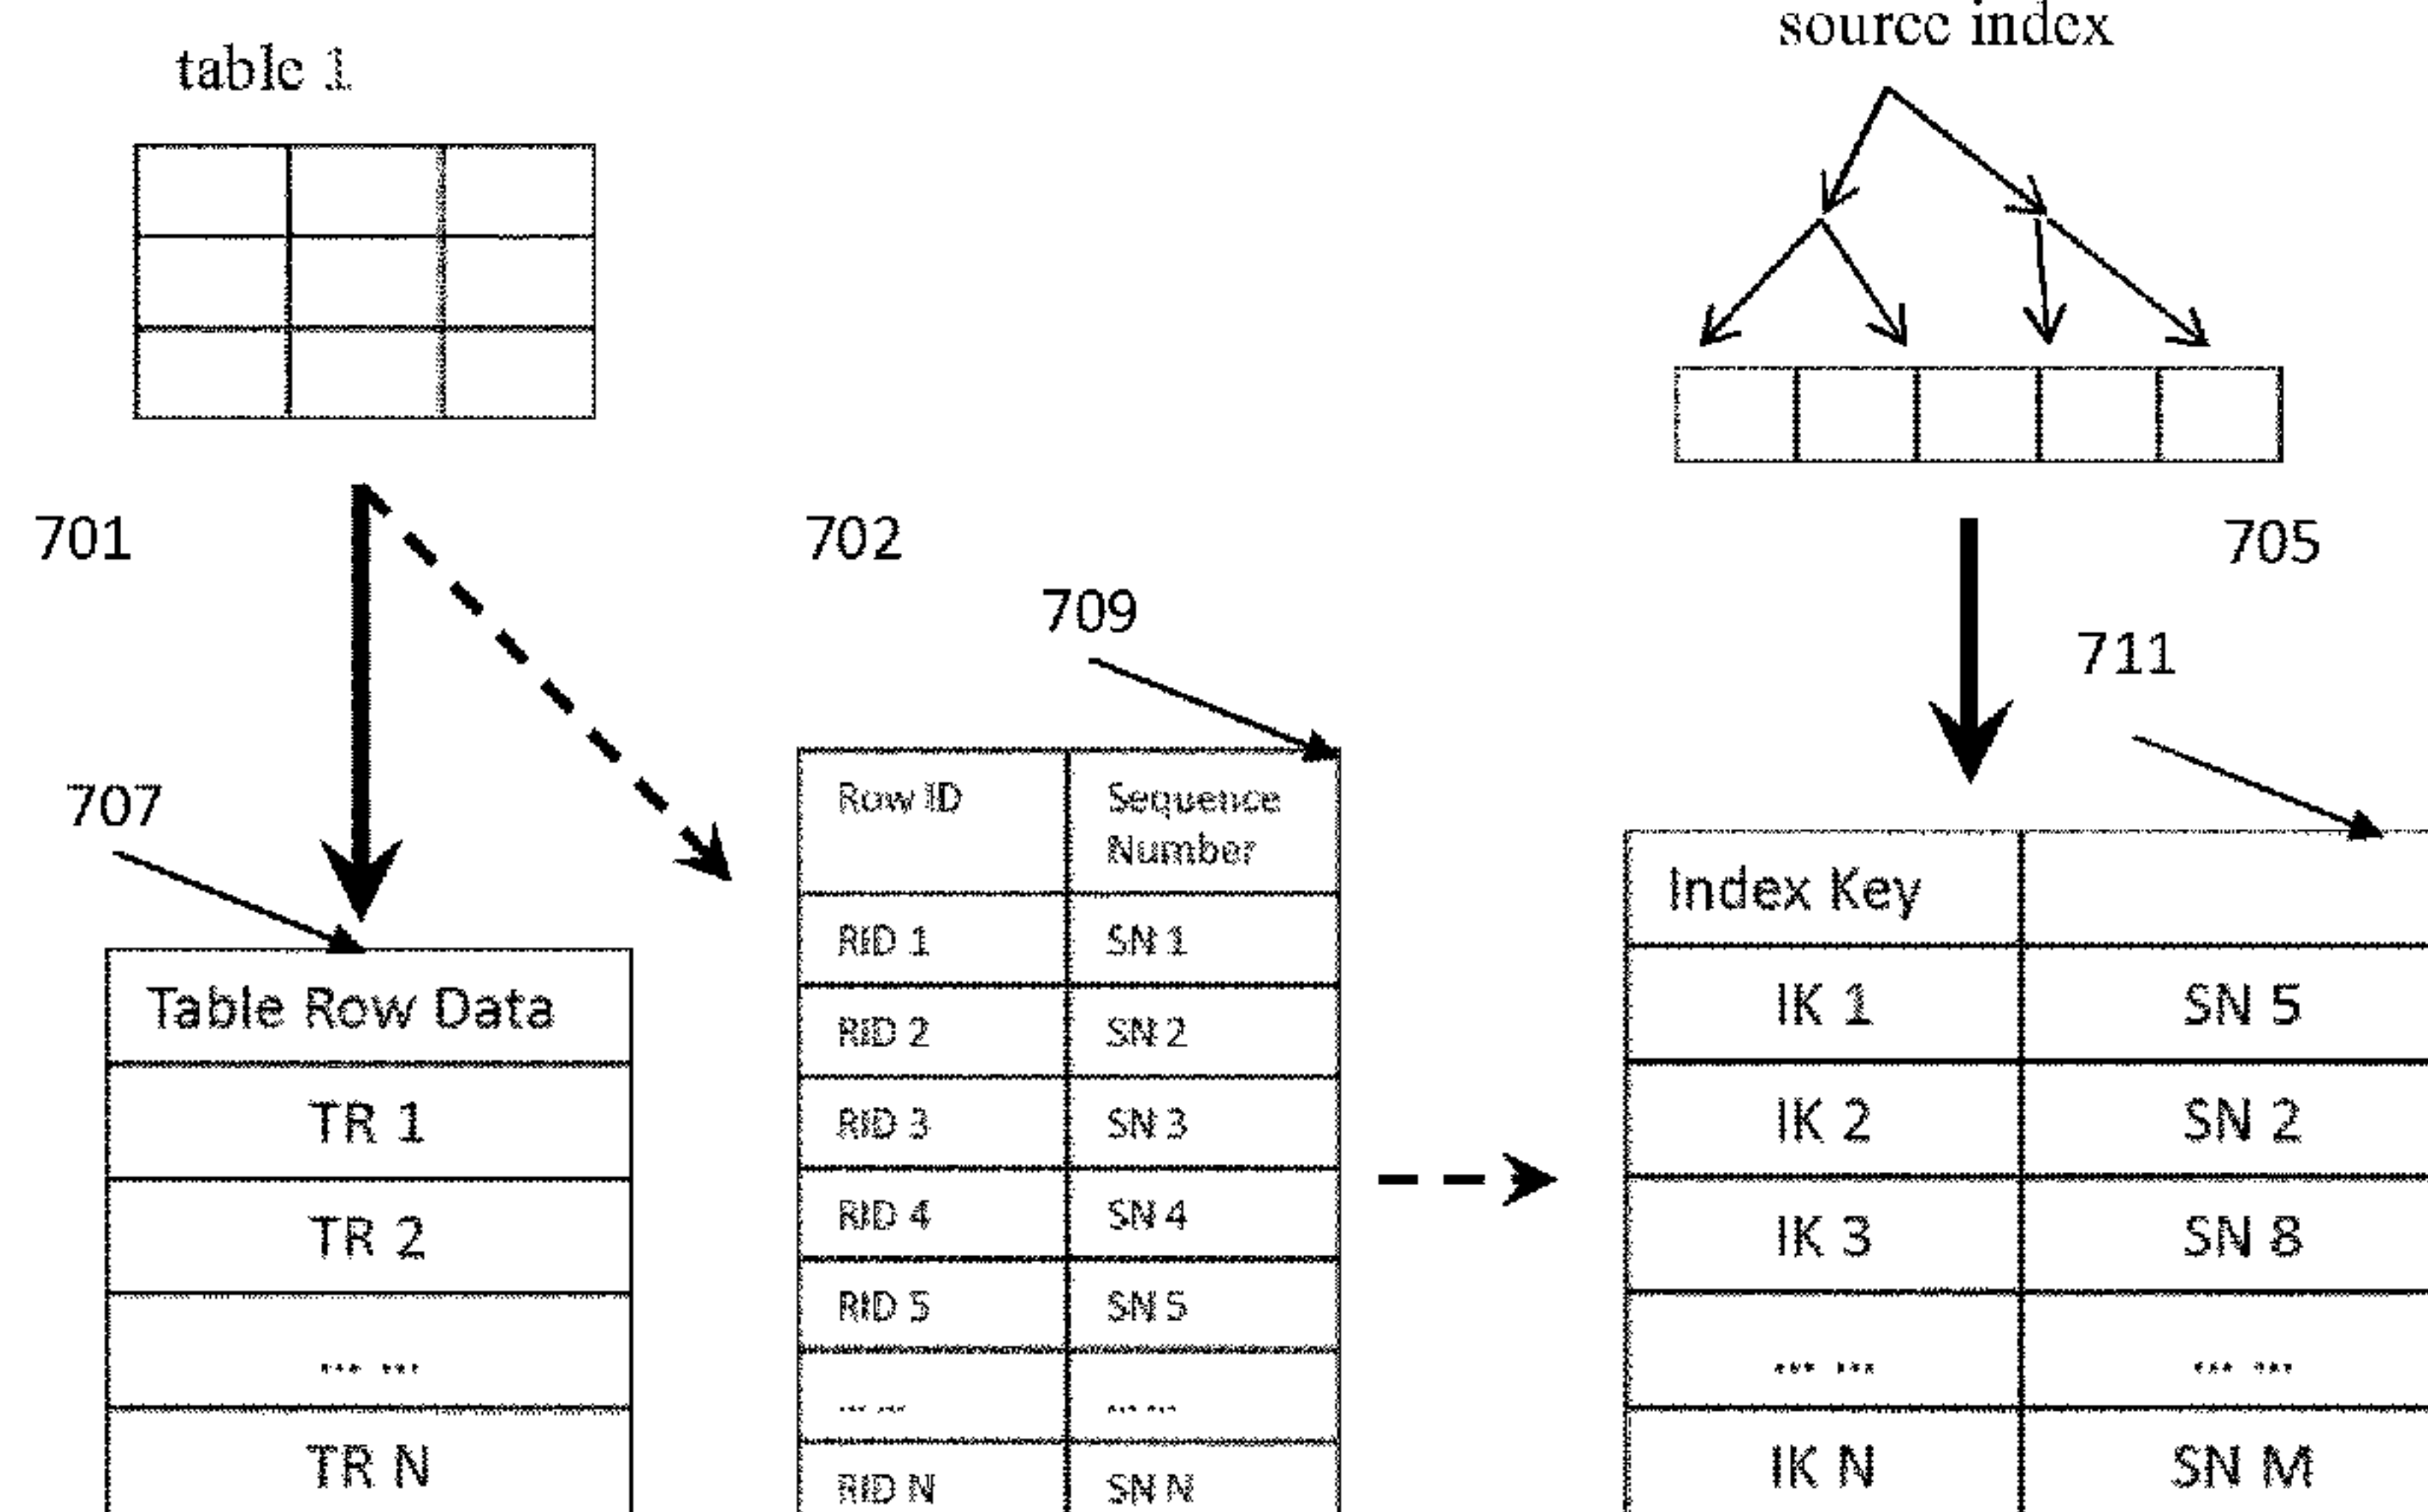 source index
table 1
701
702
705
709
711
707
Row ID
Sequence
Number
RID 1
SN 1
RID 2
SN 2
RID 3
SN 3
RID 4
SN 4
RID 5
SN 5
... ...
... ...
RID N
SN N
Index Key
IK 1
SN 5
IK 2
SN 2
IK 3
SN 8
... ...
... ...
IK N
SN M
Table Row Data
TR 1
TR 2
... ...
TR N